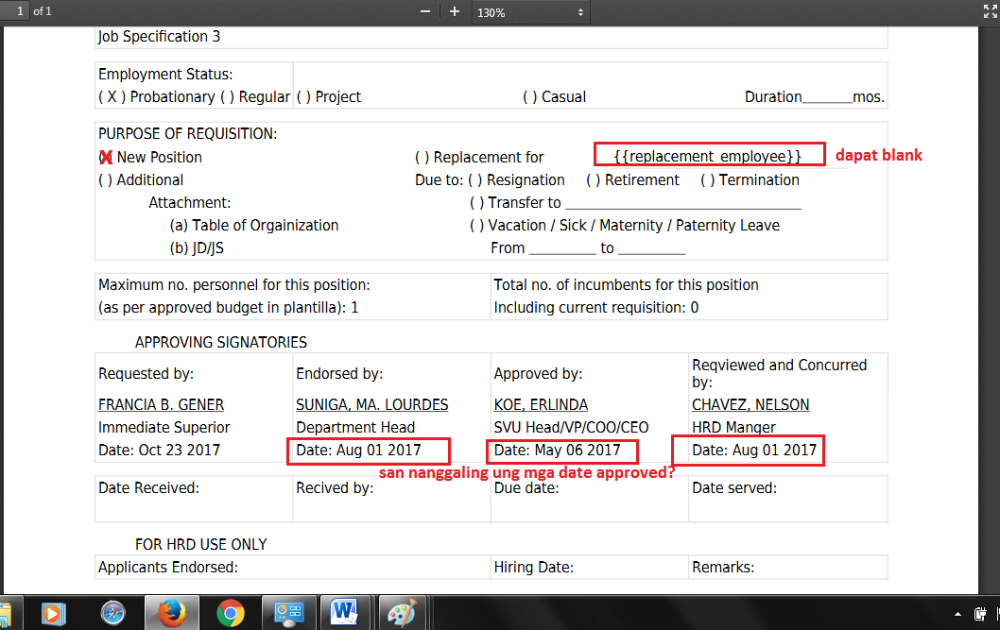 1 of 1 130%
Job Specification 3
Employment Status:
( X ) Probationary ( ) Regular ( ) Project ( ) Casual Duration_______mos.
PURPOSE OF REQUISITION:
(X) New Position ( ) Replacement for {{replacement_employee}} dapat blank
( ) Additional Due to: ( ) Resignation ( ) Retirement ( ) Termination
Attachment: ( ) Transfer to ________________________________
(a) Table of Orgainization ( ) Vacation / Sick / Maternity / Paternity Leave
(b) JD/JS From _________ to _________
Maximum no. personnel for this position: Total no. of incumbents for this position
(as per approved budget in plantilla): 1 Including current requisition: 0
APPROVING SIGNATORIES
Requested by: Endorsed by: Approved by: Reqviewed and Concurred
by:
FRANCIA B. GENER SUNIGA, MA. LOURDES KOE, ERLINDA CHAVEZ, NELSON
Immediate Superior Department Head SVU Head/VP/COO/CEO HRD Manger
Date: Oct 23 2017 Date: Aug 01 2017 Date: May 06 2017 Date: Aug 01 2017
san nanggaling ung mga date approved?
Date Received: Recived by: Due date: Date served:
FOR HRD USE ONLY
Applicants Endorsed: Hiring Date: Remarks: